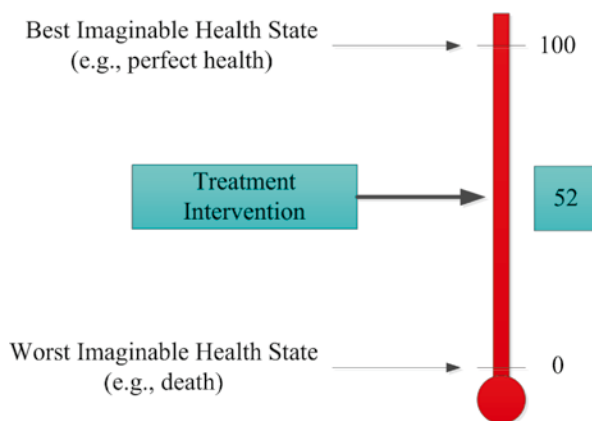 Best Imaginable Health State
(e.g., perfect health)
100
Treatment
Intervention
52
Worst Imaginable Health State
(e.g., death)
0